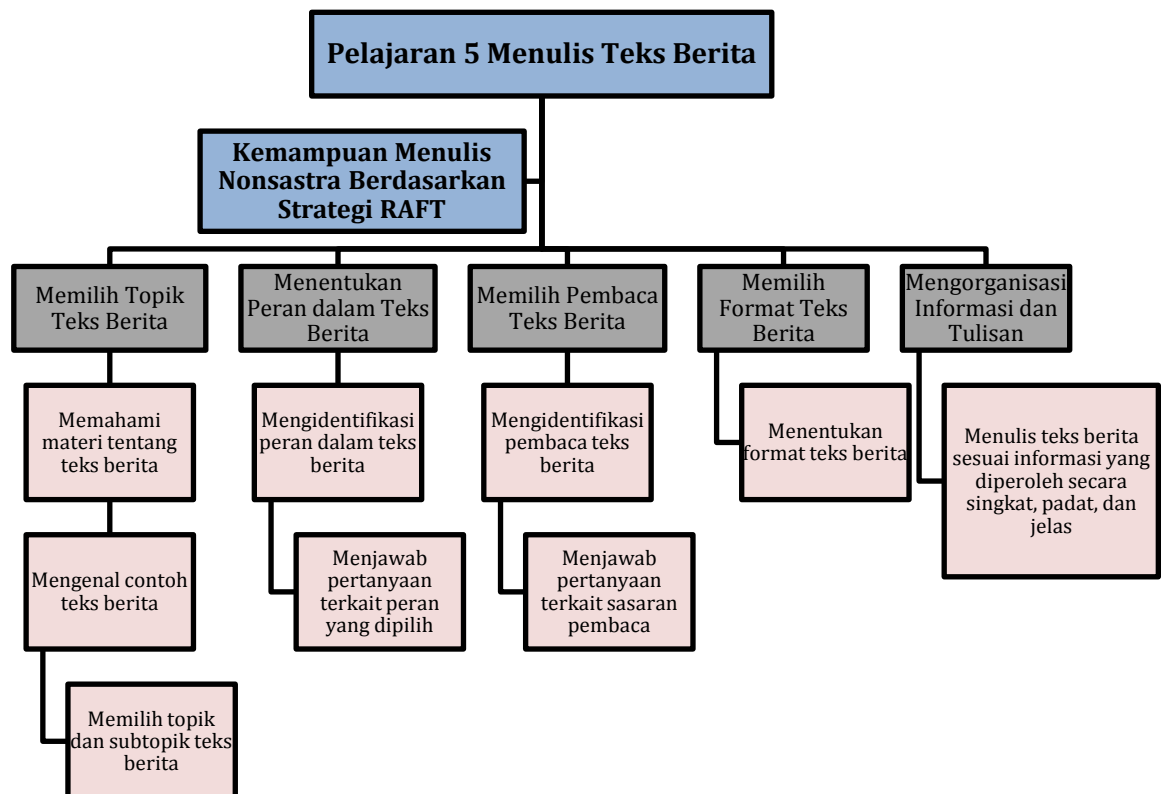 Pelajaran 5 Menulis Teks Berita
Kemampuan Menulis
Nonsastra Berdasarkan
Strategi RAFT
Memilih Topik
Teks Berita
Menentukan
Peran dalam Teks
Berita
Memilih Pembaca
Teks Berita
Memilih
Format Teks
Berita
Mengorganisasi
Informasi dan
Tulisan
Memahami
materi tentang
teks berita
Mengenal contoh
teks berita
Memilih topik
dan subtopik teks
berita
Mengidentifikasi
peran dalam teks
berita
Menjawab
pertanyaan
terkait peran
yang dipilih
Mengidentifikasi
pembaca teks
berita
Menjawab
pertanyaan
terkait sasaran
pembaca
Menentukan
format teks berita
Menulis teks berita
sesuai informasi yang
diperoleh secara
singkat, padat, dan
jelas